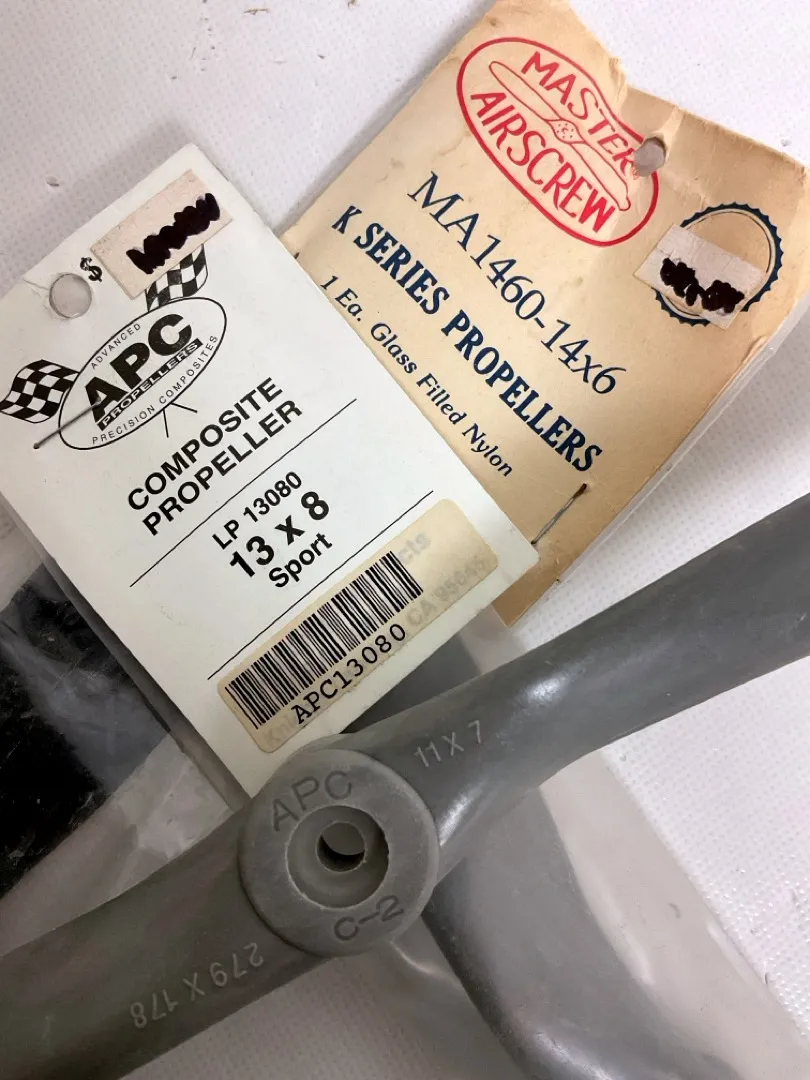 MASTER
AIRSCREW
MA1460-14x6
K SERIES PROPELLERS
1 Ea. Glass Filled Nylon
$
ADVANCED
APC
PROPELLERS
PRECISION COMPOSITES
COMPOSITE
PROPELLER
LP 13080
13 x 8
Sport
CA
APC13080
11 X 7
APC
C-2
279 X 178